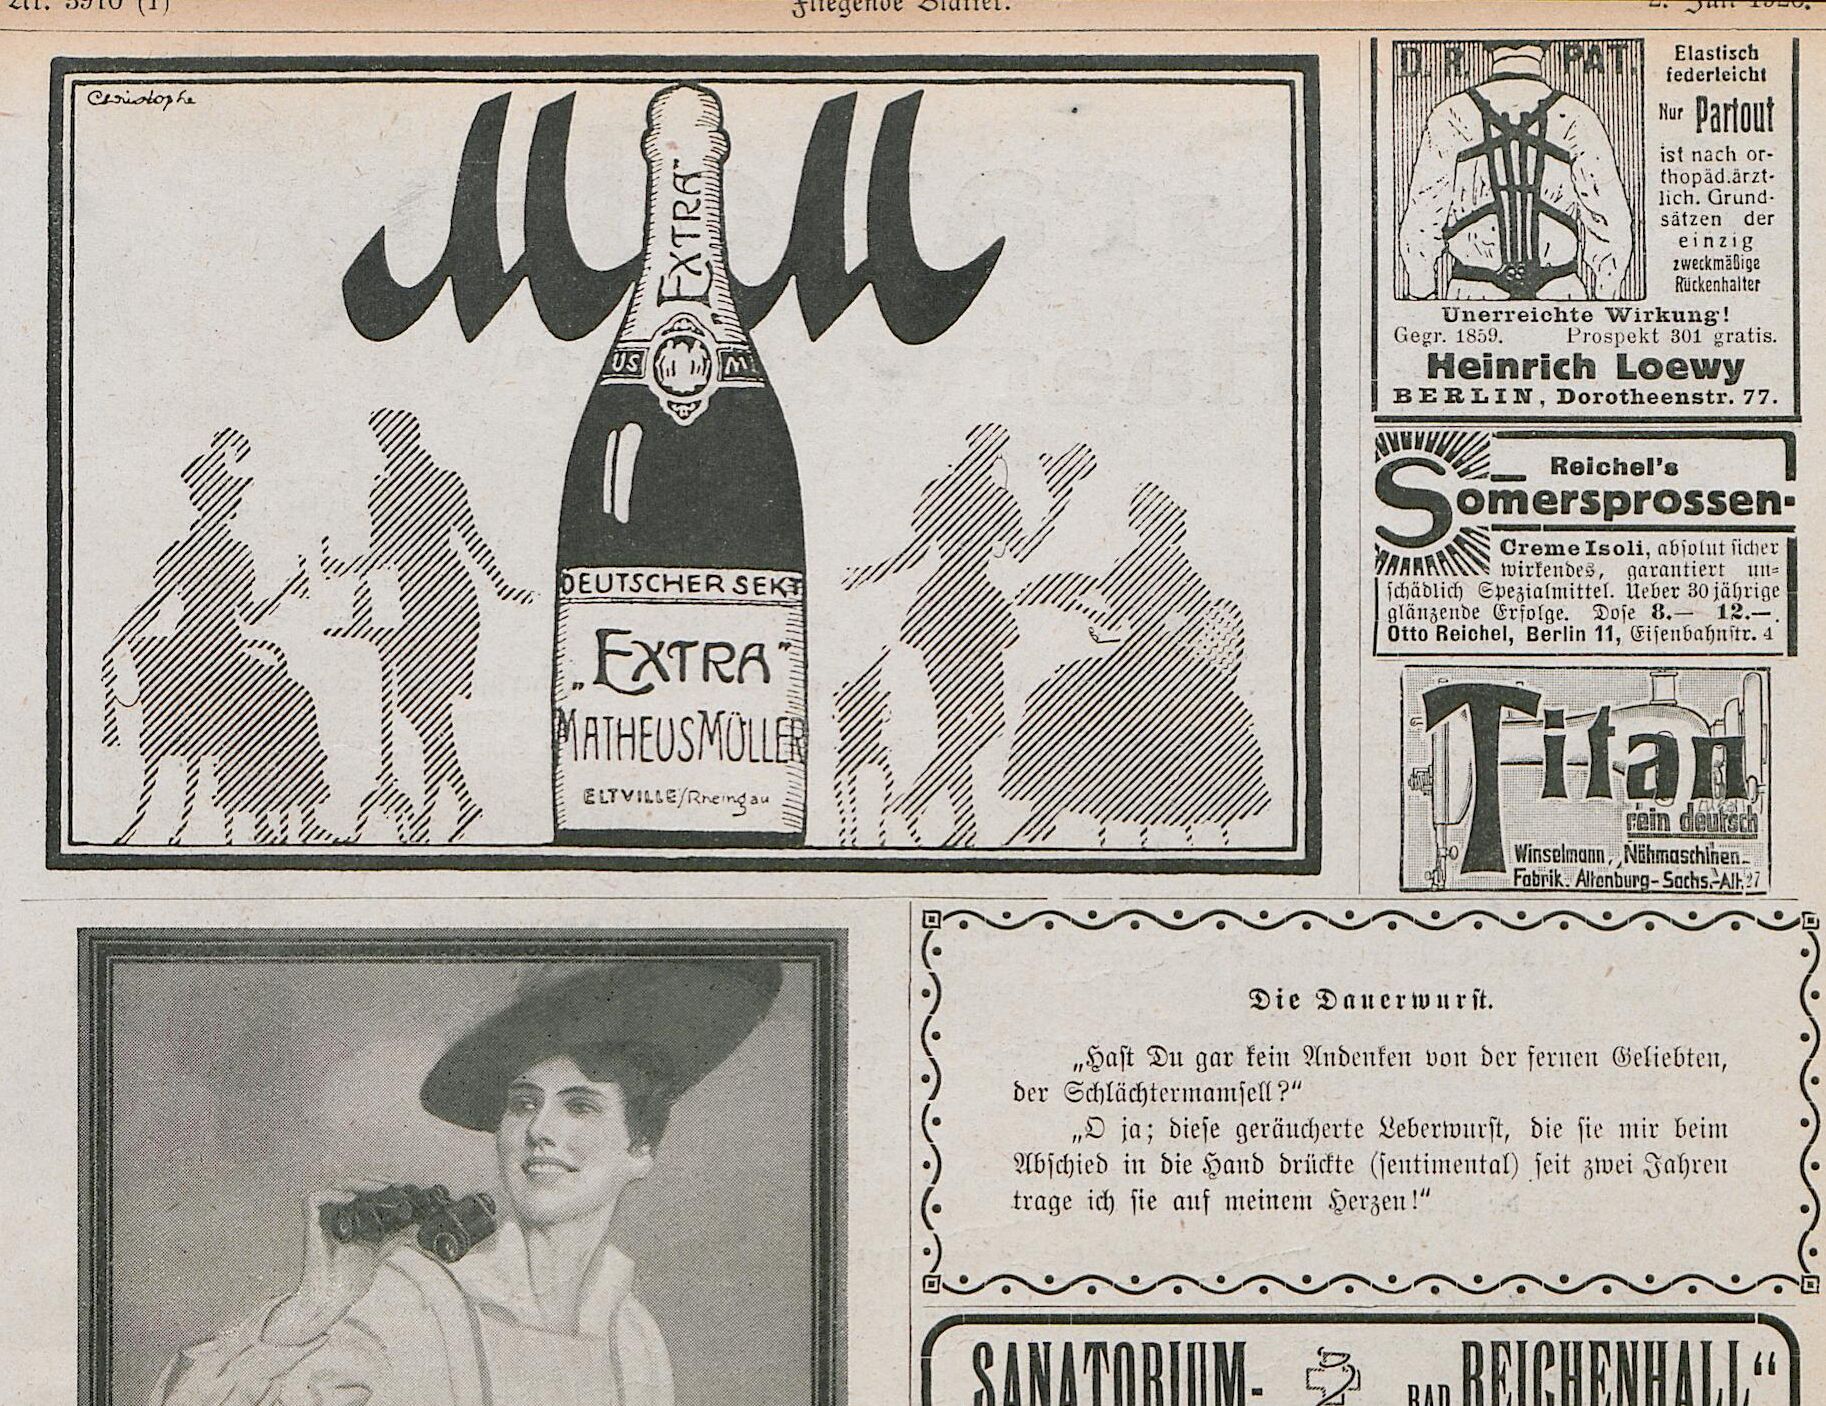 Fliegende Blätter.
Christophe
MM
"EXTRA"
US M
DEUTSCHER SEKT
„EXTRA"
MATHEUS MÜLLER
ELTVILLE/Rheingau
D. R. PAT.
Elastisch
federleicht
Nur Partout
ist nach or-
thopäd.ärzt-
lich. Grund-
sätzen der
einzig
zweckmäßige
Rückenhalter
Unerreichte Wirkung!
Gegr. 1859. Prospekt 301 gratis.
Heinrich Loewy
BERLIN, Dorotheenstr. 77.
Reichel's
Somersprossen-
Creme Isoli, absolut sicher
wirkendes, garantiert un-
schädlich Spezialmittel. Ueber 30 jährige
glänzende Erfolge. Dose 8.— 12.—.
Otto Reichel, Berlin 11, Eisenbahnstr. 4
Titan
rein deutsch
Winselmann, Nähmaschinen-
Fabrik. Altenburg-Sachs.-Alt. 27
Die Dauerwurst.
„Hast Du gar kein Andenken von der fernen Geliebten,
der Schlächtermamsell?“
„O ja; diese geräucherte Leberwurst, die sie mir beim
Abschied in die Hand drückte (sentimental) seit zwei Jahren
trage ich sie auf meinem Herzen!“
SANATORIUM- BAD REICHENHALL“